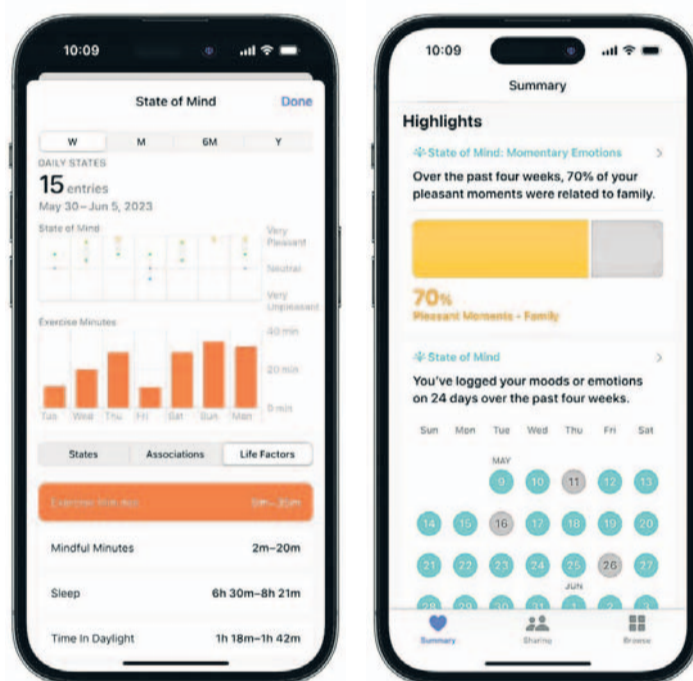 10:09
State of Mind
Done
W M 6M Y
DAILY STATES
15 entries
May 30–Jun 5, 2023
State of Mind
Very Pleasant
Neutral
Very Unpleasant
Exercise Minutes
40 min
20 min
0 min
Tue Wed Thu Fri Sat Sun Mon
States Associations Life Factors
Exercise
Mindful Minutes 2m–20m
Sleep 6h 30m–8h 21m
Time In Daylight 1h 18m–1h 42m
10:09
Summary
Highlights
State of Mind: Momentary Emotions
Over the past four weeks, 70% of your
pleasant moments were related to family.
70%
Pleasant Moments - Family
State of Mind
You've logged your moods or emotions
on 24 days over the past four weeks.
Sun Mon Tue Wed Thu Fri Sat
MAY
9 10 11 12 13
14 15 16 17 18 19 20
21 22 23 24 25 26 27
JUN
28 29 30 31 1 2 3
Summary Sharing Browse